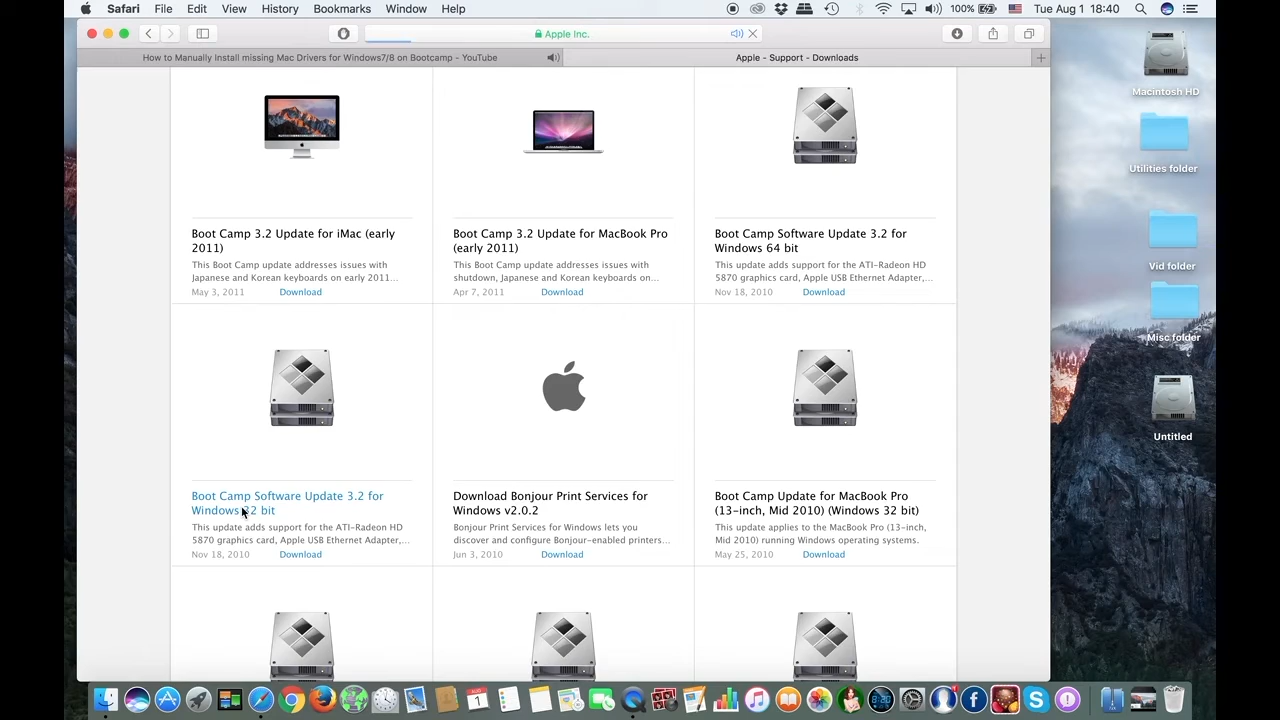 Safari File Edit View History Bookmarks Window Help 100% Tue Aug 1 18:40
Apple Inc.
How to Manually Install missing Mac Drivers for Windows7/8 on Bootcamp - YouTube
Apple - Support - Downloads
Macintosh HD
Utilities folder
Vid folder
Misc folder
Untitled
Boot Camp 3.2 Update for iMac (early
2011)
This Boot Camp update addresses issues with
Japanese and Korean keyboards on early 2011...
May 3, 2011 Download
Boot Camp 3.2 Update for MacBook Pro
(early 2011)
This Boot Camp update addresses issues with
shutdown, Japanese and Korean keyboards on...
Apr 7, 2011 Download
Boot Camp Software Update 3.2 for
Windows 64 bit
This update adds support for the ATI-Radeon HD
5870 graphics card, Apple USB Ethernet Adapter,...
Nov 18, 2010 Download
Boot Camp Software Update 3.2 for
Windows 32 bit
This update adds support for the ATI-Radeon HD
5870 graphics card, Apple USB Ethernet Adapter,...
Nov 18, 2010 Download
Download Bonjour Print Services for
Windows v2.0.2
Bonjour Print Services for Windows lets you
discover and configure Bonjour-enabled printers...
Jun 3, 2010 Download
Boot Camp Update for MacBook Pro
(13-inch, Mid 2010) (Windows 32 bit)
This update applies to the MacBook Pro (13-inch,
Mid 2010) running Windows operating systems.
May 25, 2010 Download